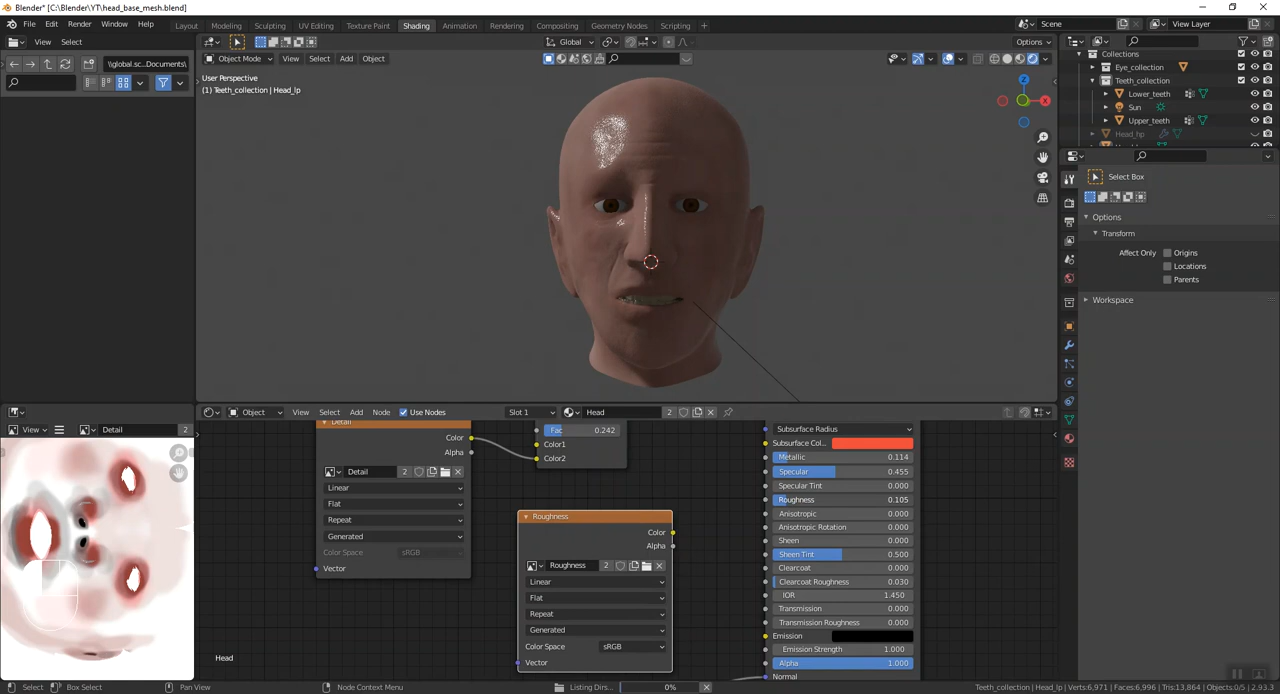 Blender* [C:\Blender\YT\head_base_mesh.blend]
File Edit Render Window Help Layout Modeling Sculpting UV Editing Texture Paint Shading Animation Rendering Compositing Geometry Nodes Scripting + Scene View Layer
View Select Global Options
\\global.sc...Documents\
Object Mode View Select Add Object
User Perspective
(1) Teeth_collection | Head_lp
X
Z
Collections
Eye_collection
Teeth_collection
Lower_teeth
Sun
Upper_teeth
Head_hp
Select Box
Options
Transform
Affect Only Origins
Locations
Parents
Workspace
View Detail 2
Object View Select Add Node Use Nodes Slot 1 Head 2
Detail
Color
Alpha
Detail 2
Linear
Flat
Repeat
Generated
Color Space sRGB
Vector
Fac 0.242
Color1
Color2
Roughness
Color
Alpha
Roughness 2
Linear
Flat
Repeat
Generated
Color Space sRGB
Vector
Subsurface Radius
Subsurface Col...
Metallic 0.114
Specular 0.455
Specular Tint 0.000
Roughness 0.105
Anisotropic 0.000
Anisotropic Rotation 0.000
Sheen 0.000
Sheen Tint 0.500
Clearcoat 0.000
Clearcoat Roughness 0.030
IOR 1.450
Transmission 0.000
Transmission Roughness 0.000
Emission
Emission Strength 1.000
Alpha 1.000
Normal
Head
Select Box Select Pan View Node Context Menu Listing Dirs... 0% Teeth_collection | Head_lp | Verts:6,971 | Faces:6,996 | Tris:13,864 | Objects:0/5 | 2.93.3